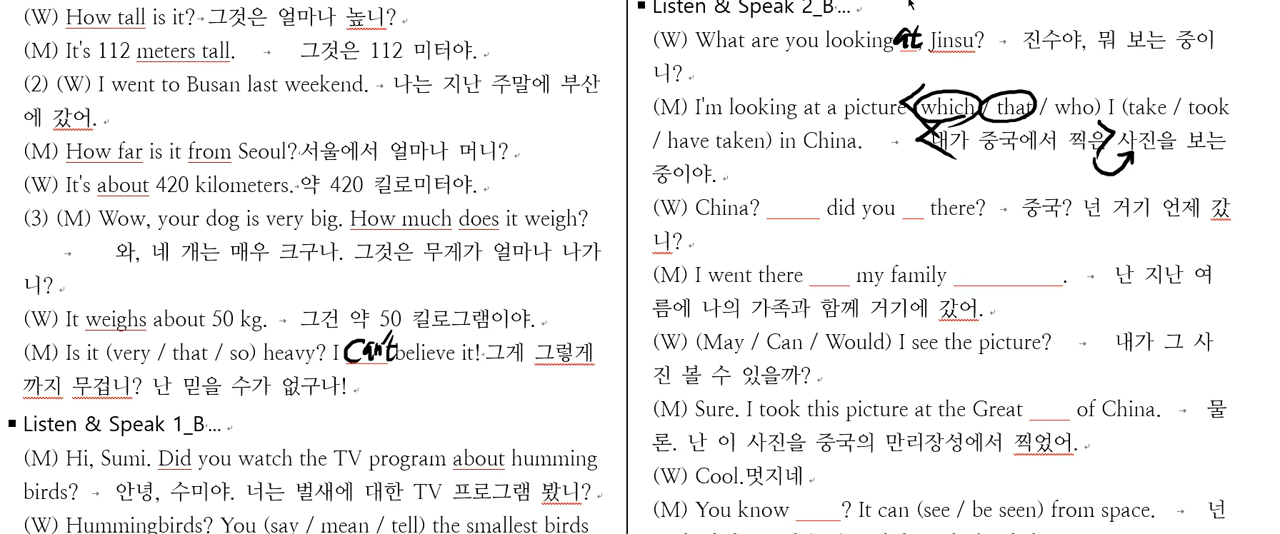 (W) How tall is it?→그것은 얼마나 높니?
(M) It's 112 meters tall. → 그것은 112 미터야.
(2) (W) I went to Busan last weekend. → 나는 지난 주말에 부산
에 갔어.
(M) How far is it from Seoul?서울에서 얼마나 머니?
(W) It's about 420 kilometers.→약 420 킬로미터야.
(3) (M) Wow, your dog is very big. How much does it weigh?
→ 와, 네 개는 매우 크구나. 그것은 무게가 얼마나 나가
니?
(W) It weighs about 50 kg. → 그건 약 50 킬로그램이야.
(M) Is it (very / that / so) heavy? I can't believe it! 그게 그렇게
까지 무겁니? 난 믿을 수가 없구나!
■ Listen & Speak 1_B...
(M) Hi, Sumi. Did you watch the TV program about humming
birds? → 안녕, 수미야. 너는 벌새에 대한 TV 프로그램 봤니?
(W) Hummingbirds? You (say / mean / tell) the smallest birds
■ Listen & Speak 2_B...
(W) What are you looking at, Jinsu? → 진수야, 뭐 보는 중이
니?
(M) I'm looking at a picture (which / that / who) I (take / took
/ have taken) in China. → 내가 중국에서 찍은 사진을 보는
중이야.
(W) China? _____ did you __ there? → 중국? 넌 거기 언제 갔
니?
(M) I went there ____ my family ___________. → 난 지난 여
름에 나의 가족과 함께 거기에 갔어.
(W) (May / Can / Would) I see the picture? → 내가 그 사
진 볼 수 있을까?
(M) Sure. I took this picture at the Great ____ of China. → 물
론. 난 이 사진을 중국의 만리장성에서 찍었어.
(W) Cool.멋지네
(M) You know _____? It can (see / be seen) from space. → 넌